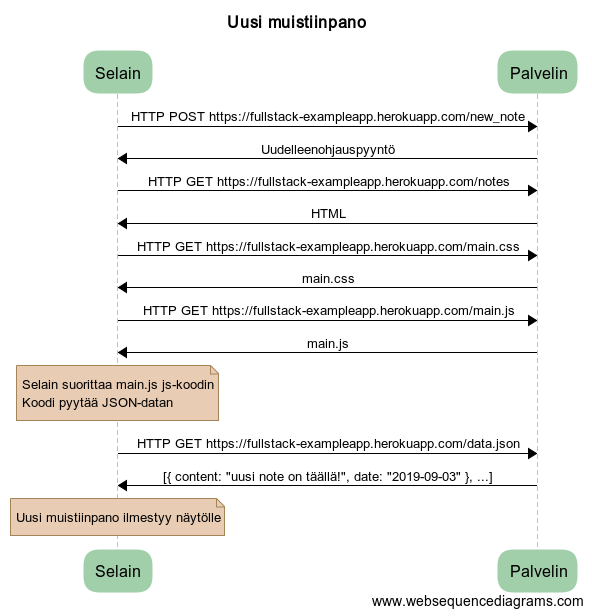 Uusi muistiinpano
Selain
Palvelin
HTTP POST https://fullstack-exampleapp.herokuapp.com/new_note
Uudelleenohjauspyyntö
HTTP GET https://fullstack-exampleapp.herokuapp.com/notes
HTML
HTTP GET https://fullstack-exampleapp.herokuapp.com/main.css
main.css
HTTP GET https://fullstack-exampleapp.herokuapp.com/main.js
main.js
Selain suorittaa main.js js-koodin
Koodi pyytää JSON-datan
HTTP GET https://fullstack-exampleapp.herokuapp.com/data.json
[{ content: "uusi note on täällä!", date: "2019-09-03" }, ...]
Uusi muistiinpano ilmestyy näytölle
Selain
Palvelin
www.websequencediagrams.com